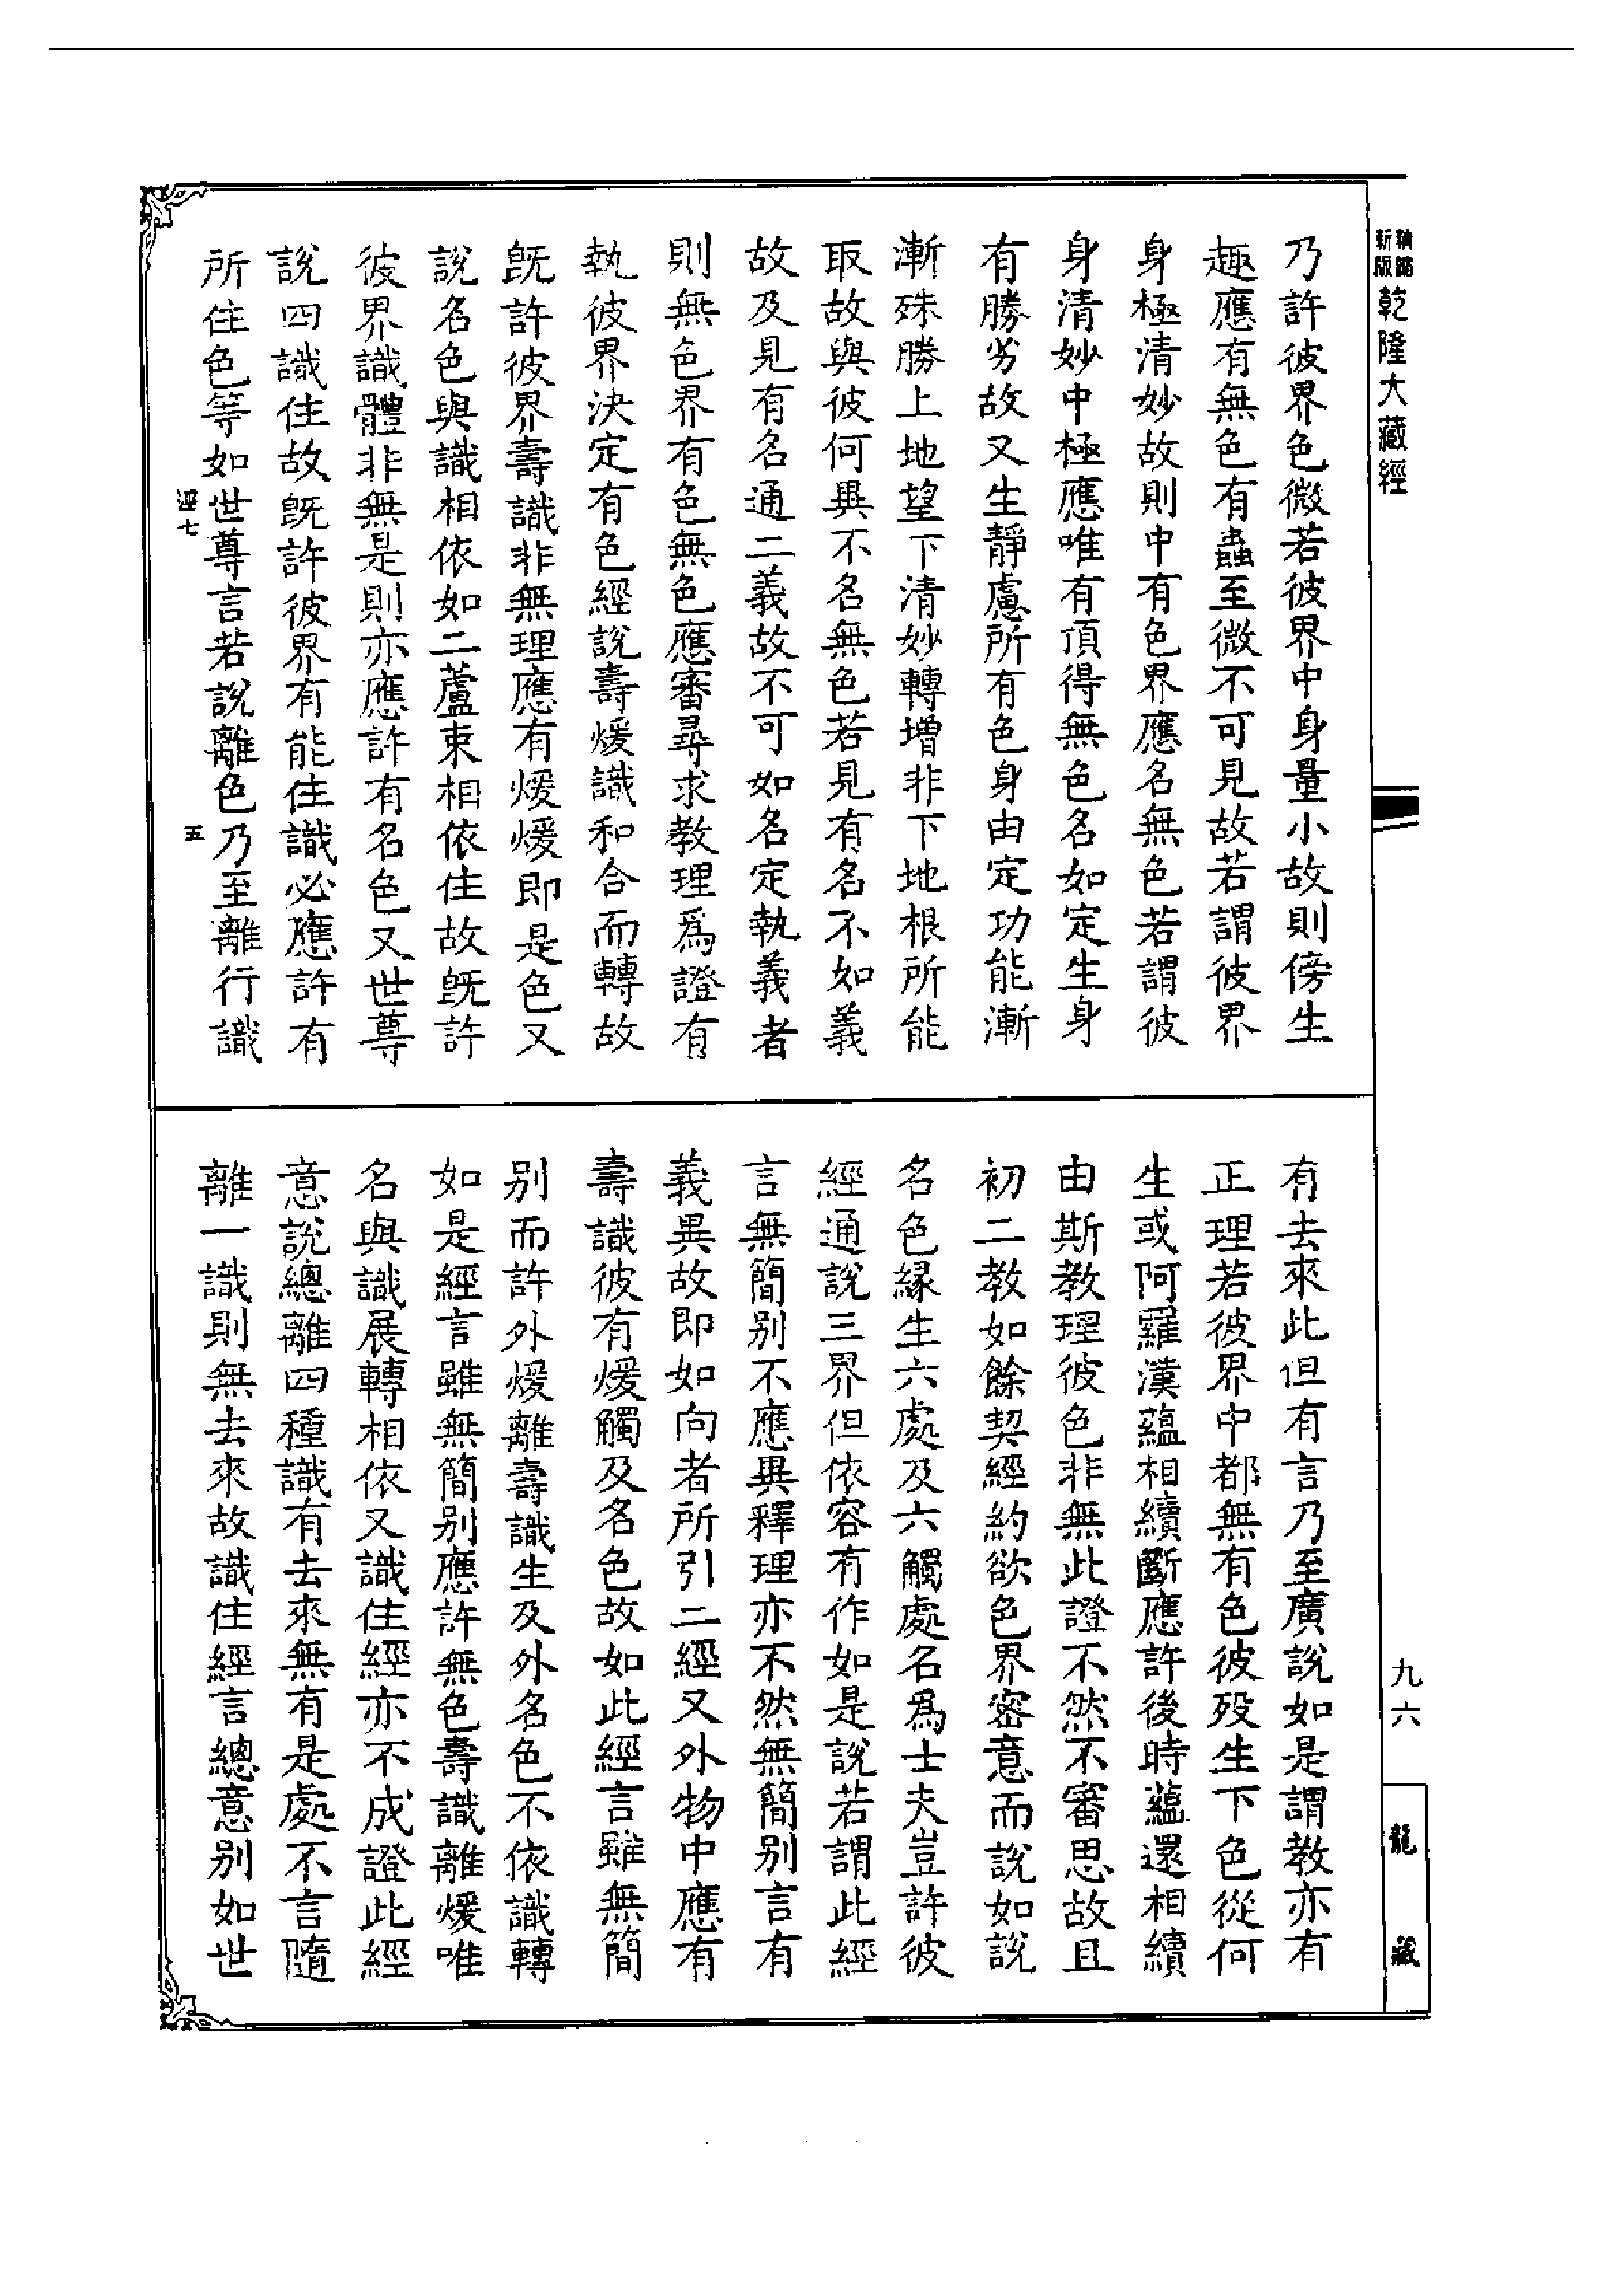 精縮
新版
乾隆大藏經
乃許彼界色微若彼界中身量小故則傍生
趣應有無色有蟲至微不可見故若謂彼界
身極清妙故則中有色界應名無色若謂彼
身清妙中極應唯有頂得無色名如定生身
有勝劣故又生靜慮所有色身由定功能漸
漸殊勝上地望下清妙轉增非下地根所能
取故與彼何異不名無色若見有名不如義
故及見有名通二義故不可如名定執義者
則無色界有色無色應審尋求教理爲證有
執彼界決定有色經說壽煖識和合而轉故
旣許彼界壽識非無理應有煖煖即是色又
說名色與識相依如二蘆束相依住故旣許
彼界識體非無是則亦應許有名色又世尊
說四識住故旣許彼界有能住識必應許有
所住色等如世尊言若說離色乃至離行識
迎七
五
有去來此但有言乃至廣說如是謂教亦有
正理若彼界中都無有色彼歿生下色從何
生或阿羅漢蘊相續斷應許後時蘊還相續
由斯教理彼色非無此證不然不審思故且
初二教如餘契經約欲色界密意而說如說
名色緣生六處及六觸處名爲士夫豈許彼
經通說三界但依容有作如是說若謂此經
言無簡別不應異釋理亦不然無簡別言有
義異故即如向者所引二經又外物中應有
壽識彼有煖觸及名色故如此經言雖無簡
別而許外煖離壽識生及外名色不依識轉
如是經言雖無簡別應許無色壽識離煖唯
名與識展轉相依又識住經亦不成證此經
意說總離四種識有去來無有是處不言隨
離一識則無去來故識住經言總意別如世
九六
龍藏